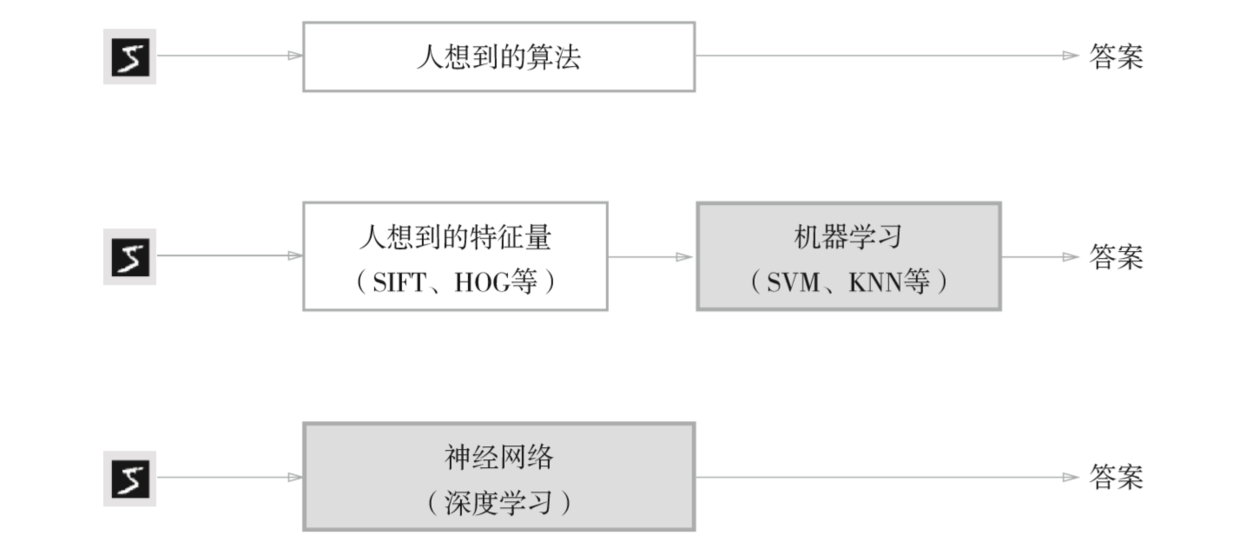 5
人想到的算法
答案
5
人想到的特征量
（SIFT、HOG等）
机器学习
（SVM、KNN等）
答案
5
神经网络
（深度学习）
答案